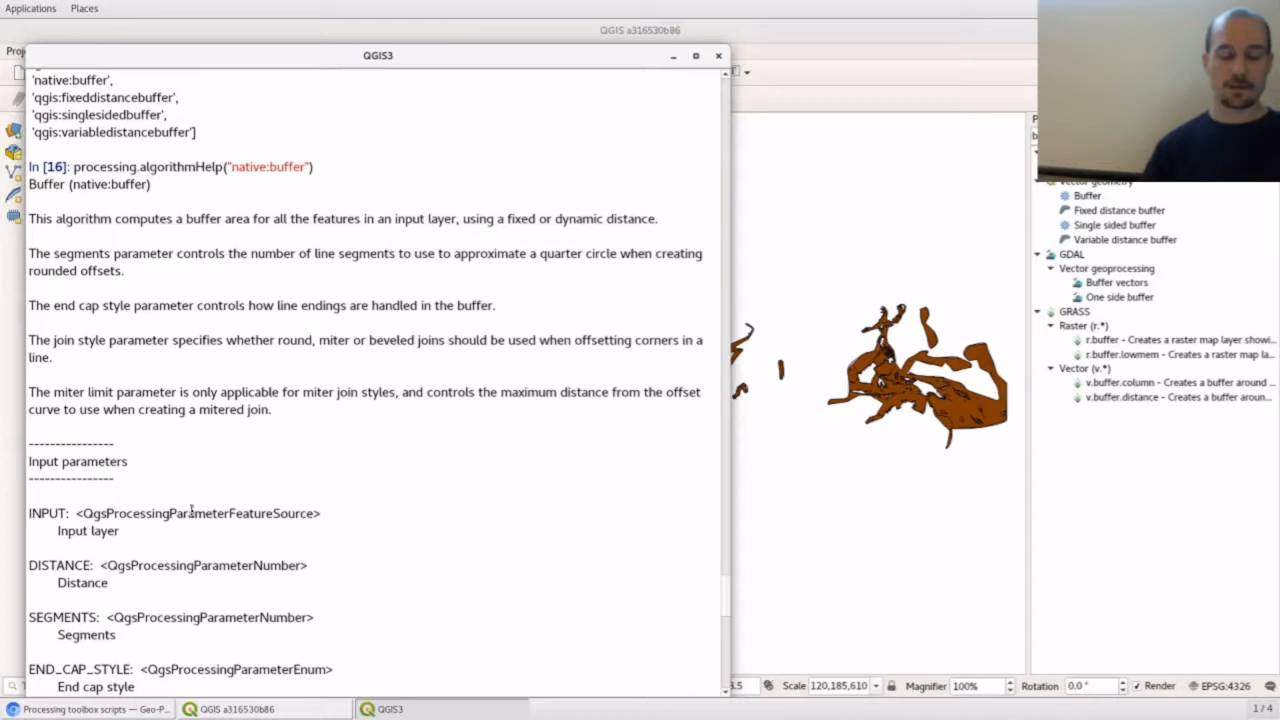 Applications Places
QGIS a316530b86
QGIS3
'native:buffer',
'qgis:fixeddistancebuffer',
'qgis:singlesidedbuffer',
'qgis:variabledistancebuffer']
In [16]: processing.algorithmHelp("native:buffer")
Buffer (native:buffer)
This algorithm computes a buffer area for all the features in an input layer, using a fixed or dynamic distance.
The segments parameter controls the number of line segments to use to approximate a quarter circle when creating
rounded offsets.
The end cap style parameter controls how line endings are handled in the buffer.
The join style parameter specifies whether round, miter or beveled joins should be used when offsetting corners in a
line.
The miter limit parameter is only applicable for miter join styles, and controls the maximum distance from the offset
curve to use when creating a mitered join.
----------------
Input parameters
----------------
INPUT: <QgsProcessingParameterFeatureSource>
Input layer
DISTANCE: <QgsProcessingParameterNumber>
Distance
SEGMENTS: <QgsProcessingParameterNumber>
Segments
END_CAP_STYLE: <QgsProcessingParameterEnum>
End cap style
Proj
Vector geometry
Buffer
Fixed distance buffer
Single sided buffer
Variable distance buffer
GDAL
Vector geoprocessing
Buffer vectors
One side buffer
GRASS
Raster (r.*)
r.buffer - Creates a raster map layer showi...
r.buffer.lowmem - Creates a raster map la...
Vector (v.*)
v.buffer.column - Creates a buffer around ...
v.buffer.distance - Creates a buffer aroun...
3.5 Scale 120,185,610 Magnifier 100% Rotation 0.0 ° Render EPSG:4326
Processing toolbox scripts — Geo-P... QGIS a316530b86 QGIS3 1 / 4